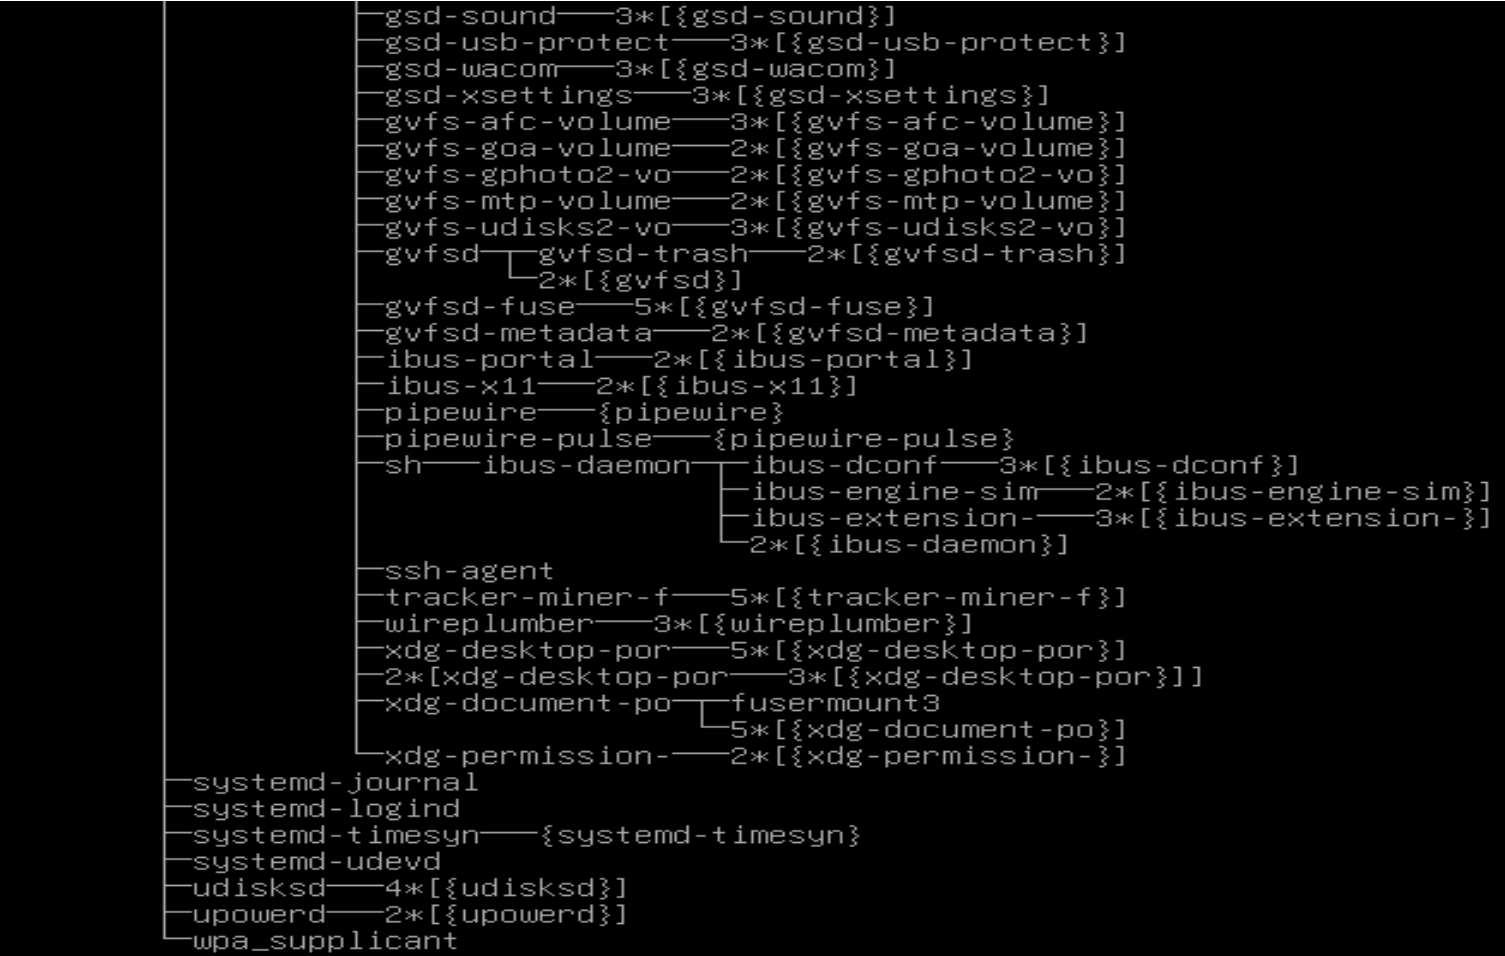 ├─gsd-sound───3*[{gsd-sound}]
├─gsd-usb-protect───3*[{gsd-usb-protect}]
├─gsd-wacom───3*[{gsd-wacom}]
├─gsd-xsettings───3*[{gsd-xsettings}]
├─gvfs-afc-volume───3*[{gvfs-afc-volume}]
├─gvfs-goa-volume───2*[{gvfs-goa-volume}]
├─gvfs-gphoto2-vo───2*[{gvfs-gphoto2-vo}]
├─gvfs-mtp-volume───2*[{gvfs-mtp-volume}]
├─gvfs-udisks2-vo───3*[{gvfs-udisks2-vo}]
├─gvfsd─┬─gvfsd-trash───2*[{gvfsd-trash}]
│       └─2*[{gvfsd}]
├─gvfsd-fuse───5*[{gvfsd-fuse}]
├─gvfsd-metadata───2*[{gvfsd-metadata}]
├─ibus-portal───2*[{ibus-portal}]
├─ibus-x11───2*[{ibus-x11}]
├─pipewire───{pipewire}
├─pipewire-pulse───{pipewire-pulse}
├─sh───ibus-daemon─┬─ibus-dconf───3*[{ibus-dconf}]
│                  ├─ibus-engine-sim───2*[{ibus-engine-sim}]
│                  ├─ibus-extension-───3*[{ibus-extension-}]
│                  └─2*[{ibus-daemon}]
├─ssh-agent
├─tracker-miner-f───5*[{tracker-miner-f}]
├─wireplumber───3*[{wireplumber}]
├─xdg-desktop-por───5*[{xdg-desktop-por}]
├─2*[xdg-desktop-por───3*[{xdg-desktop-por}]]
├─xdg-document-po─┬─fusermount3
│                 └─5*[{xdg-document-po}]
└─xdg-permission-───2*[{xdg-permission-}]
├─systemd-journal
├─systemd-logind
├─systemd-timesyn───{systemd-timesyn}
├─systemd-udevd
├─udisksd───4*[{udisksd}]
├─upowerd───2*[{upowerd}]
└─wpa_supplicant